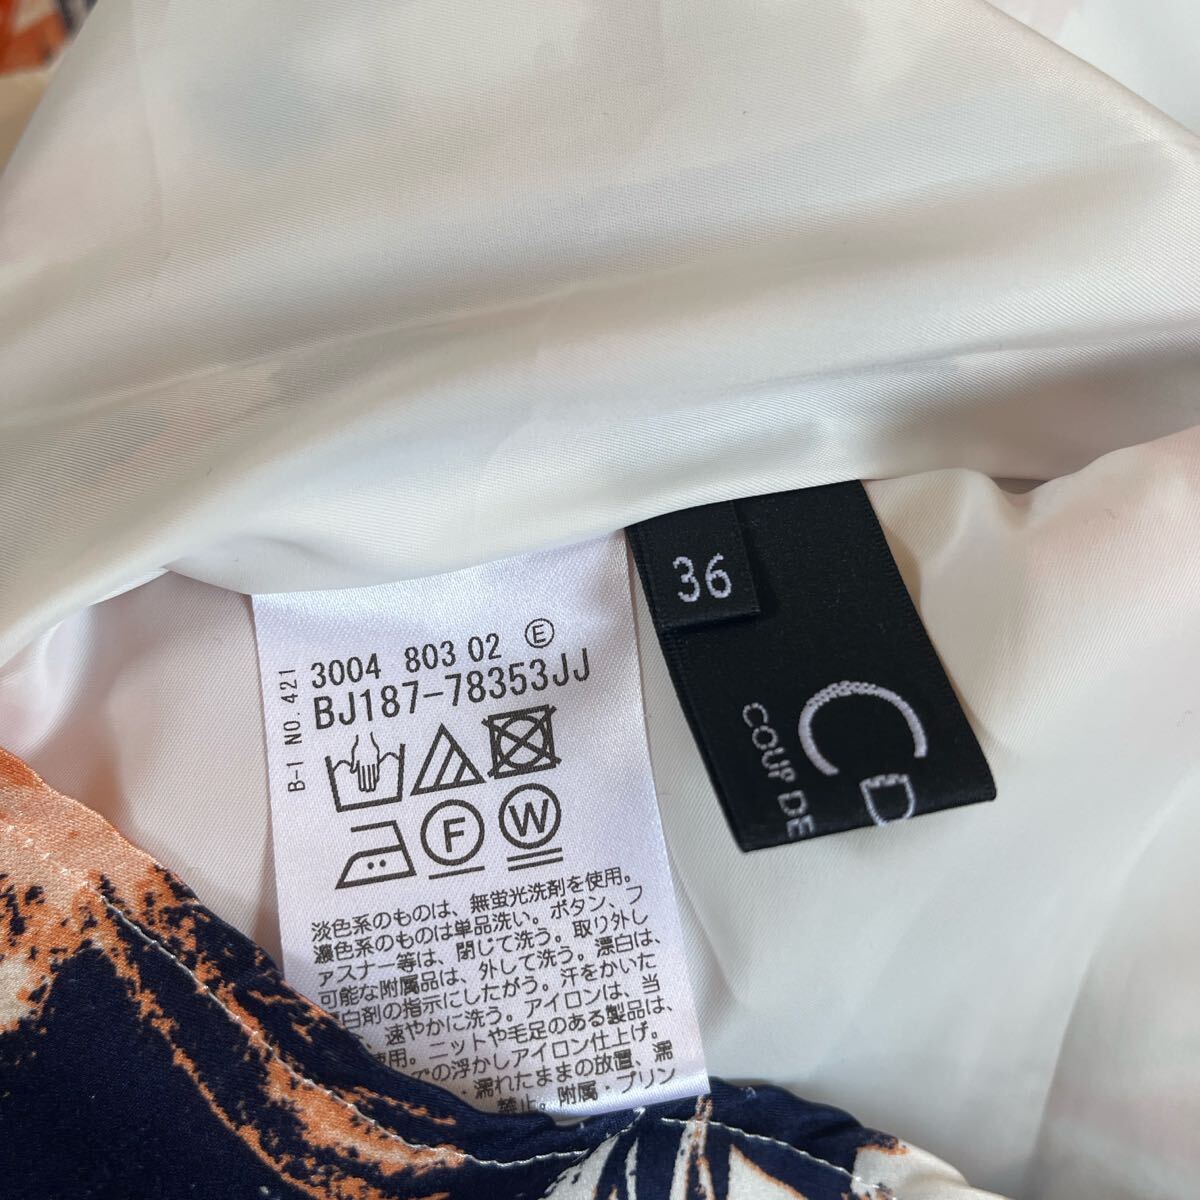 B-I NO. 421
3004 803 02 Ⓔ
BJ187-78353JJ
F
W
淡色系のものは、無蛍光洗剤を使用。
濃色系のものは単品洗い。ボタン、フ
ァスナー等は、閉じて洗う。取り外し
可能な附属品は、外して洗う。漂白は、
白剤の指示にしたがう。汗をかいた
、速やかに洗う。アイロンは、当
使用。ニットや毛足のある製品は、
での浮かしアイロン仕上げ。
・濡れたままの放置、濡
禁止。附属・プリン
36
C D
COUP DE